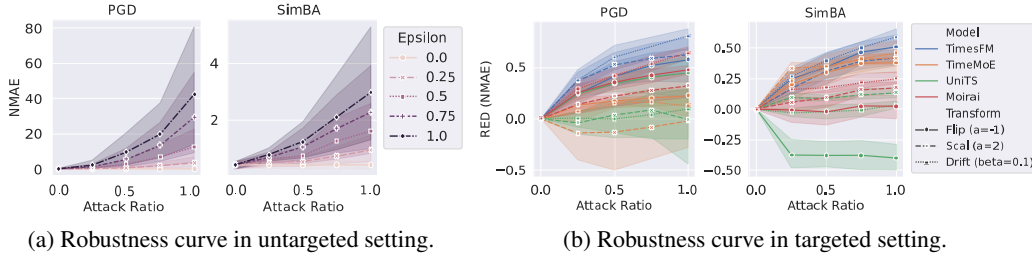 PGD
SimBA
NMAE
80
60
40
20
0
0.0
0.5
1.0
Attack Ratio
4
2
0.0
0.5
1.0
Attack Ratio
Epsilon
0.0
0.25
0.5
0.75
1.0
(a) Robustness curve in untargeted setting.
PGD
SimBA
RED (NMAE)
0.5
0.0
−0.5
0.0
0.5
1.0
Attack Ratio
0.50
0.25
0.00
−0.25
−0.50
0.0
0.5
1.0
Attack Ratio
Model
TimesFM
TimeMoE
UniTS
Moirai
Transform
Flip (a=-1)
Scal (a=2)
Drift (beta=0.1)
(b) Robustness curve in targeted setting.